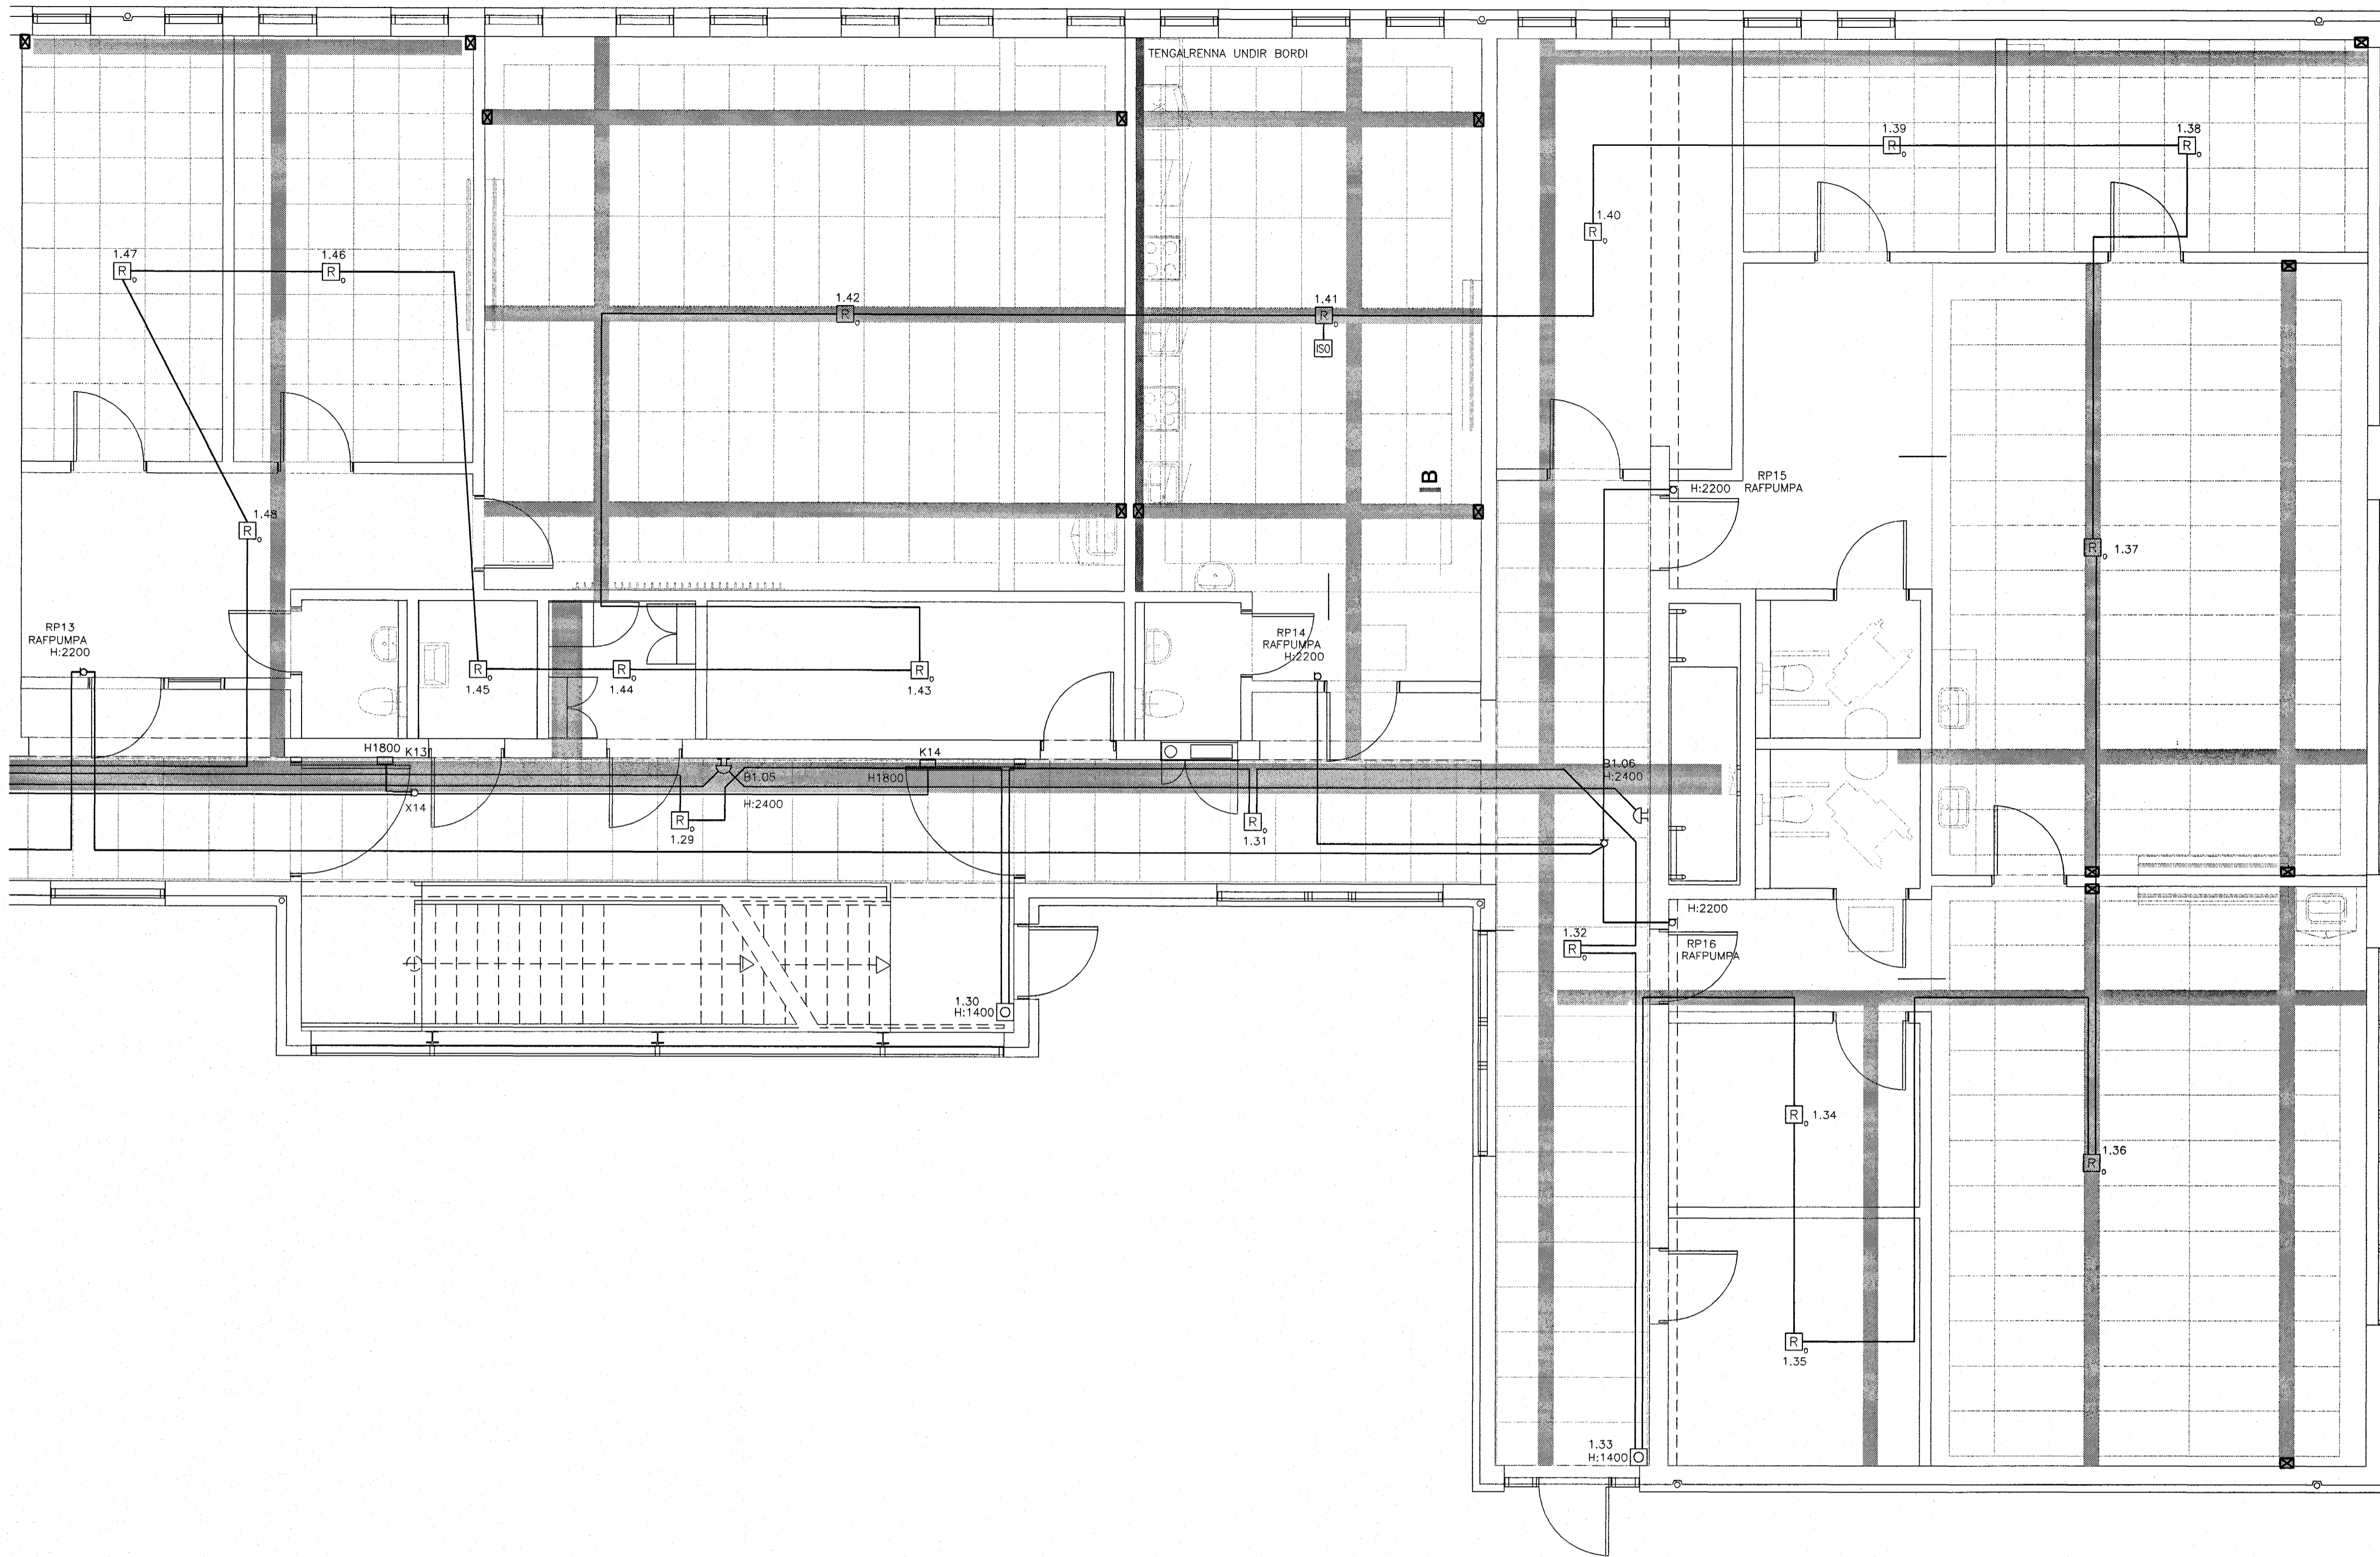 TENGALRENNA UNDIR BORDI
1.39
R
1.38
R
1.40
R
1.47
R
1.46
R
1.42
R
1.41
R
ISO
B
RP15
H:2200 RAFPUMPA
1.48
R
R 1.37
RP13
RAFPUMPA
H:2200
RP14
RAFPUMPA
H:2200
R
1.45
R
1.44
R
1.43
H1800 K13
K14
H1800
B1.05
H:2400
B1.06
H:2400
X14
R
1.29
R
1.31
H:2200
RP16
RAFPUMPA
1.32
R
1.30
H:1400
R 1.34
1.36
R
R
1.35
1.33
H:1400